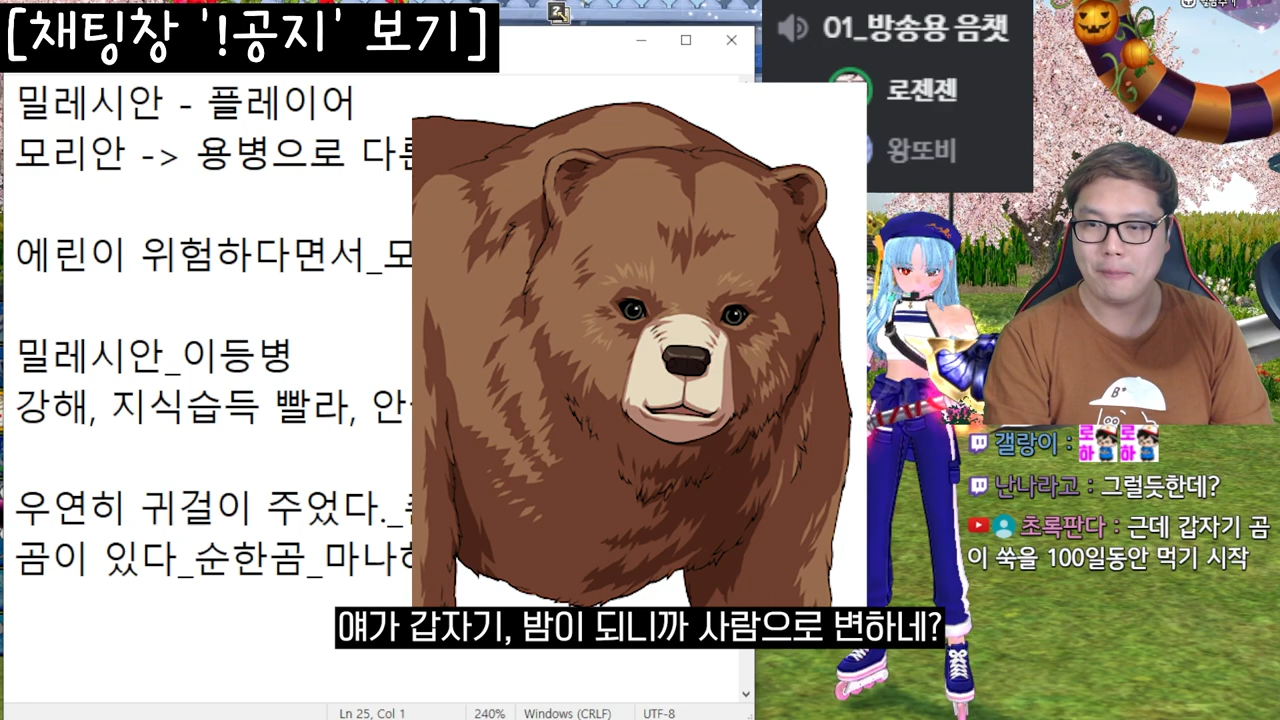 [채팅창 '!공지' 보기]
밀레시안 - 플레이어
모리안 -> 용병으로
에린이 위험하다면서_모
밀레시안_이등병
강해, 지식습득 빨라,
우연히 귀걸이 주었다._
곰이 있다_순한곰_마나
얘가 갑자기, 밤이 되니까 사람으로 변하네?
Ln 25, Col 1
240%
Windows (CRLF)
UTF-8
01_방송용 음챗
로젠젠
왕또비
B*
갤랑이 : 로하 로하
난나라고 : 그럴듯한데?
초록판다 : 근데 갑자기 곰
이 쑥을 100일동안 먹기 시작